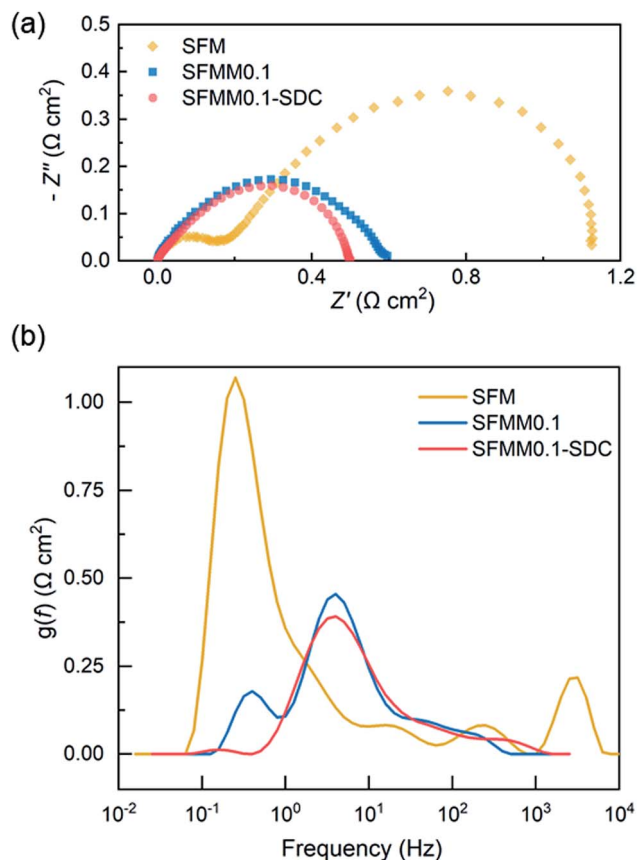 (a)
0.5
0.4
0.3
0.2
0.1
0.0
- Z″ (Ω cm²)
SFM
SFMM0.1
SFMM0.1-SDC
0.0 0.4 0.8 1.2
Z′ (Ω cm²)
(b)
1.00
0.75
0.50
0.25
0.00
g(f) (Ω cm²)
SFM
SFMM0.1
SFMM0.1-SDC
10⁻² 10⁻¹ 10⁰ 10¹ 10² 10³ 10⁴
Frequency (Hz)